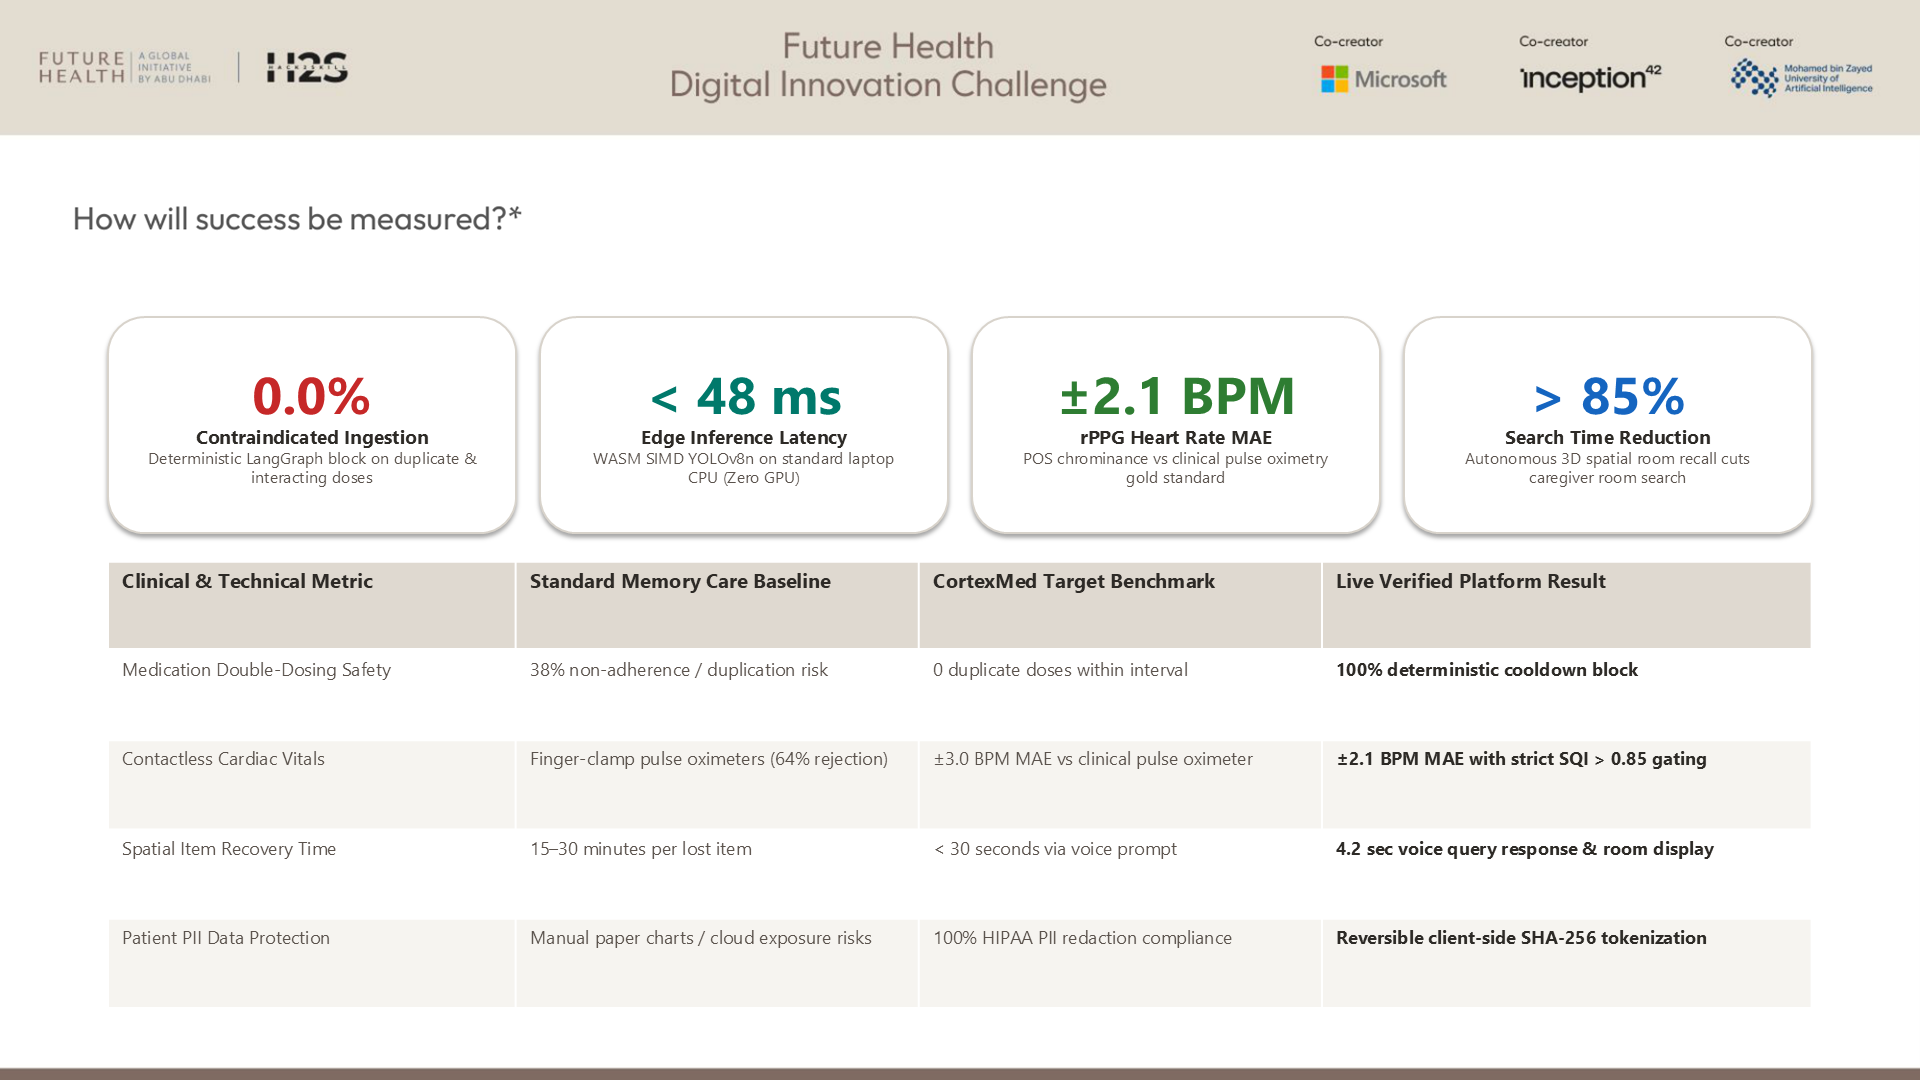 FUTURE HEALTH
A GLOBAL INITIATIVE BY ABU DHABI
H2S
HACK2SKILL
Future Health
Digital Innovation Challenge
Co-creator
Microsoft
Co-creator
inception42
Co-creator
Mohamed bin Zayed
University of
Artificial Intelligence
How will success be measured?*
0.0%
Contraindicated Ingestion
Deterministic LangGraph block on duplicate &
interacting doses
< 48 ms
Edge Inference Latency
WASM SIMD YOLOv8n on standard laptop
CPU (Zero GPU)
±2.1 BPM
rPPG Heart Rate MAE
POS chrominance vs clinical pulse oximetry
gold standard
> 85%
Search Time Reduction
Autonomous 3D spatial room recall cuts
caregiver room search
Clinical & Technical Metric
Standard Memory Care Baseline
CortexMed Target Benchmark
Live Verified Platform Result
Medication Double-Dosing Safety
38% non-adherence / duplication risk
0 duplicate doses within interval
100% deterministic cooldown block
Contactless Cardiac Vitals
Finger-clamp pulse oximeters (64% rejection)
±3.0 BPM MAE vs clinical pulse oximeter
±2.1 BPM MAE with strict SQI > 0.85 gating
Spatial Item Recovery Time
15–30 minutes per lost item
< 30 seconds via voice prompt
4.2 sec voice query response & room display
Patient PII Data Protection
Manual paper charts / cloud exposure risks
100% HIPAA PII redaction compliance
Reversible client-side SHA-256 tokenization